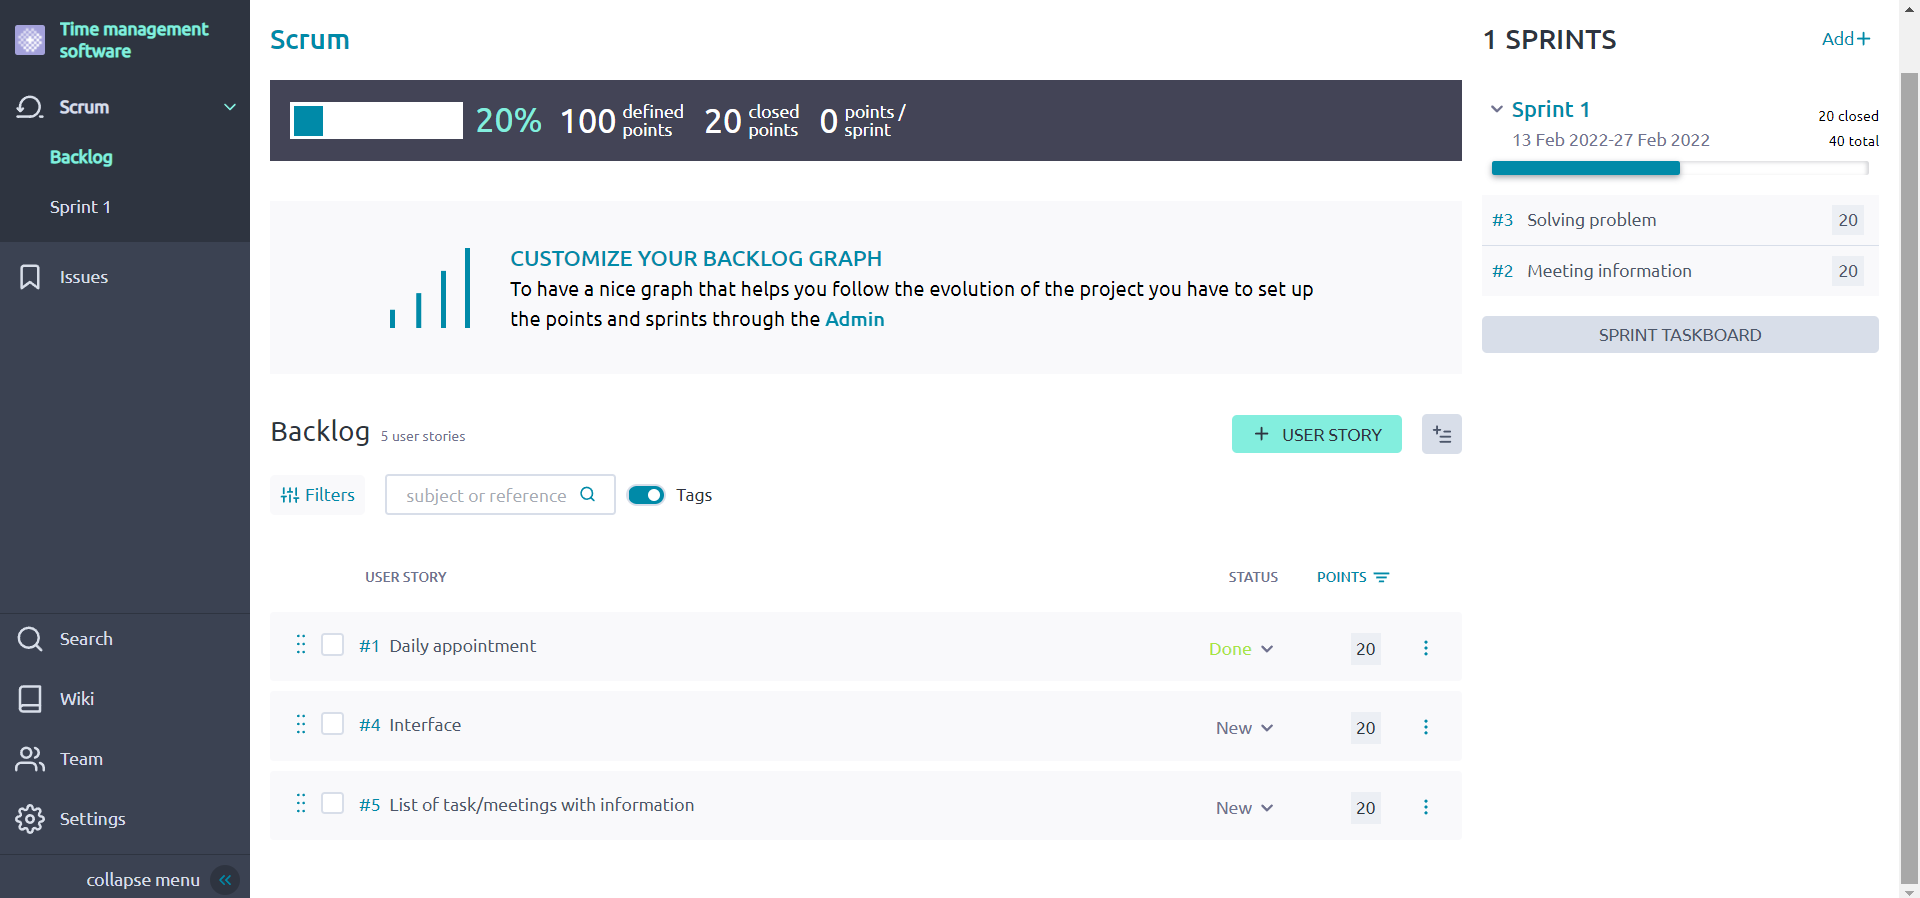 Time management
software
Scrum
Backlog
Sprint 1
Issues
Search
Wiki
Team
Settings
collapse menu
Scrum
20% 100 defined points 20 closed points 0 points / sprint
CUSTOMIZE YOUR BACKLOG GRAPH
To have a nice graph that helps you follow the evolution of the project you have to set up
the points and sprints through the Admin
Backlog 5 user stories
+ USER STORY
Filters subject or reference Tags
USER STORY STATUS POINTS
#1 Daily appointment Done 20
#4 Interface New 20
#5 List of task/meetings with information New 20
1 SPRINTS Add+
Sprint 1 20 closed
13 Feb 2022-27 Feb 2022 40 total
#3 Solving problem 20
#2 Meeting information 20
SPRINT TASKBOARD